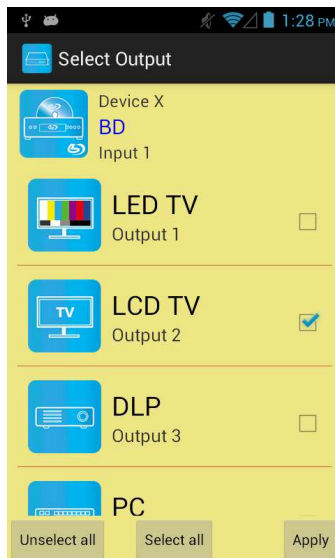 1:28 PM
Select Output
Device X
BD
Input 1
LED TV
Output 1
TV
LCD TV
Output 2
DLP
Output 3
PC
Unselect all
Select all
Apply